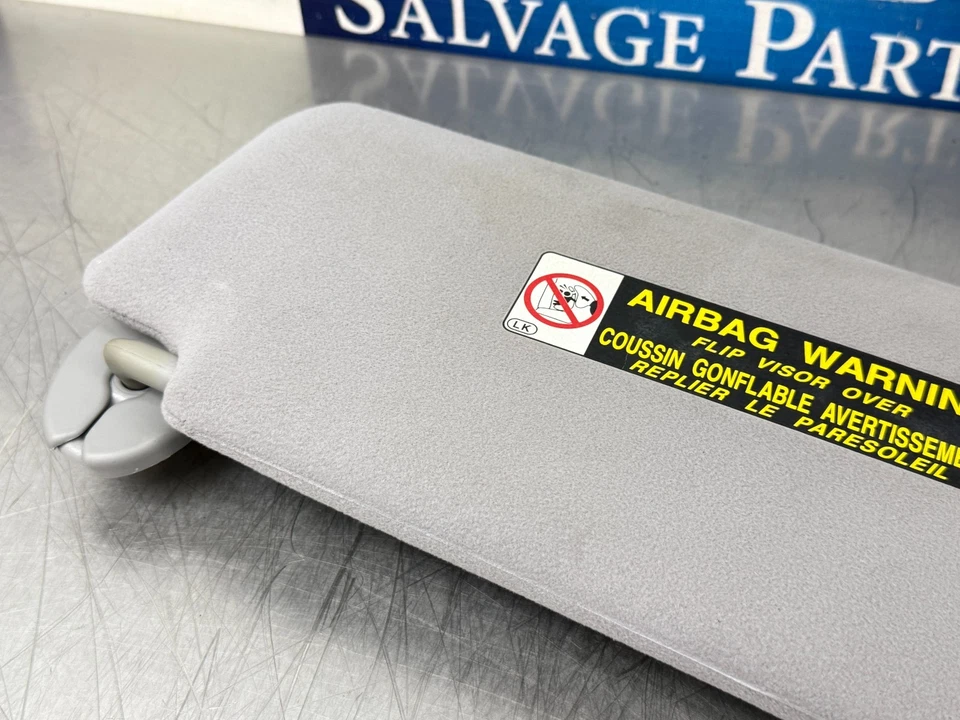 SALVAGE PART
AIRBAG WARNIN
FLIP VISOR OVER
COUSSIN GONFLABLE AVERTISSEME
REPLIER LE PARESOLEIL
LK